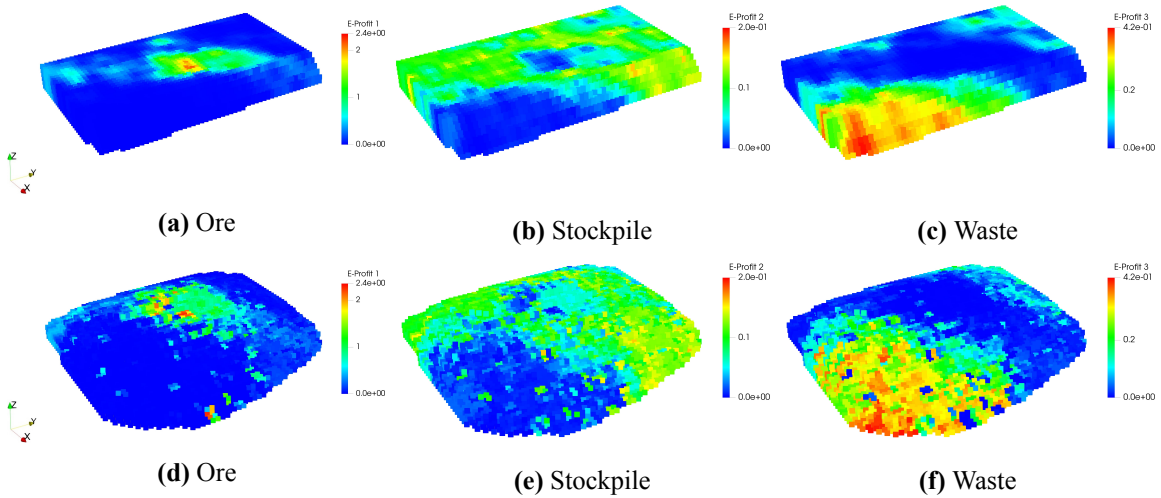 E-Profit 1
2.4e+00
2
1
0.0e+00
E-Profit 2
2.0e-01
0.1
0.0e+00
E-Profit 3
4.2e-01
0.2
0.0e+00
Z
Y
X
(a) Ore
(b) Stockpile
(c) Waste
E-Profit 1
2.4e+00
2
1
0.0e+00
E-Profit 2
2.0e-01
0.1
0.0e+00
E-Profit 3
4.2e-01
0.2
0.0e+00
Z
Y
X
(d) Ore
(e) Stockpile
(f) Waste